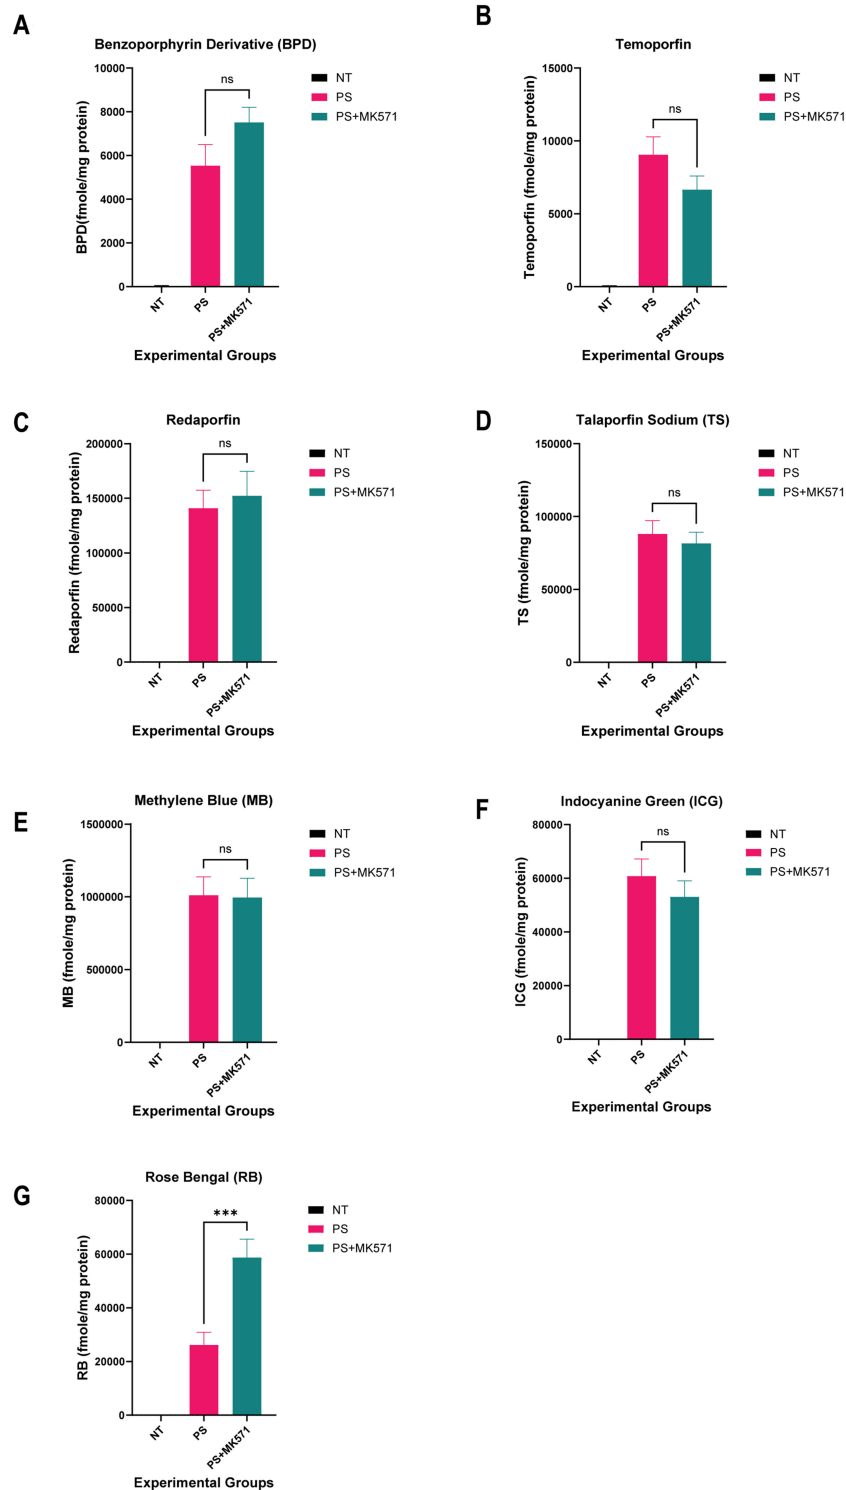 A
Benzoporphyrin Derivative (BPD)
BPD(fmole/mg protein)
10000
8000
6000
4000
2000
0
ns
NT
PS
PS+MK571
Experimental Groups
NT
PS
PS+MK571
B
Temoporfin
Temoporfin (fmole/mg protein)
15000
10000
5000
0
ns
NT
PS
PS+MK571
Experimental Groups
NT
PS
PS+MK571
C
Redaporfin
Redaporfin (fmole/mg protein)
200000
150000
100000
50000
0
ns
NT
PS
PS+MK571
Experimental Groups
NT
PS
PS+MK571
D
Talaporfin Sodium (TS)
TS (fmole/mg protein)
150000
100000
50000
0
ns
NT
PS
PS+MK571
Experimental Groups
NT
PS
PS+MK571
E
Methylene Blue (MB)
MB (fmole/mg protein)
1500000
1000000
500000
0
ns
NT
PS
PS+MK571
Experimental Groups
NT
PS
PS+MK571
F
Indocyanine Green (ICG)
ICG (fmole/mg protein)
80000
60000
40000
20000
0
ns
NT
PS
PS+MK571
Experimental Groups
NT
PS
PS+MK571
G
Rose Bengal (RB)
RB (fmole/mg protein)
80000
60000
40000
20000
0
***
NT
PS
PS+MK571
Experimental Groups
NT
PS
PS+MK571